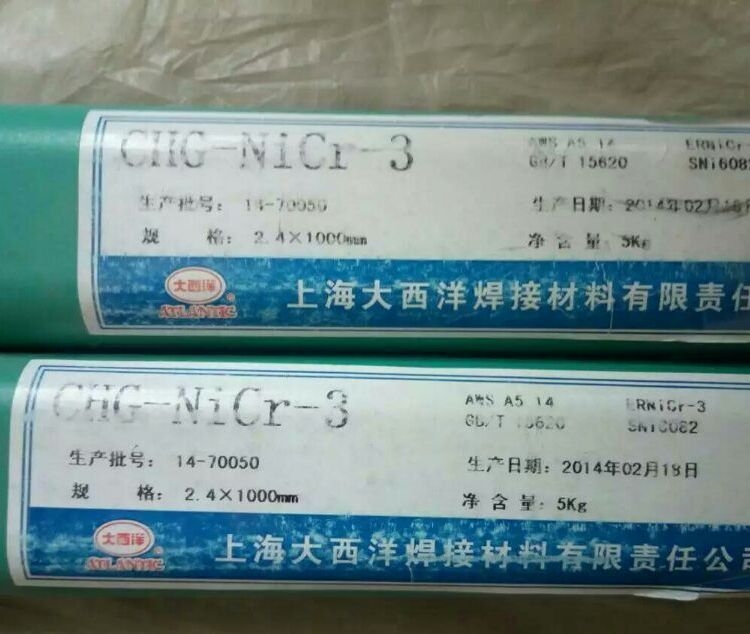 CHG-NiCr-3
AWS A5 14 ERNiCr-
GB/T 15620 SNi6082
生产批号: 14-70050 生产日期: 2014年02月18
规 格: 2.4×1000mm 净 含 量: 5Kg
大西洋
ATLANTIC
®
上海大西洋焊接材料有限责任
CHG-NiCr-3
AWS A5 14 ERNiCr-3
GB/T 15620 SNi6082
生产批号: 14-70050 生产日期: 2014年02月18日
规 格: 2.4×1000mm 净 含 量: 5Kg
大西洋
ATLANTIC
®
上海大西洋焊接材料有限责任公司